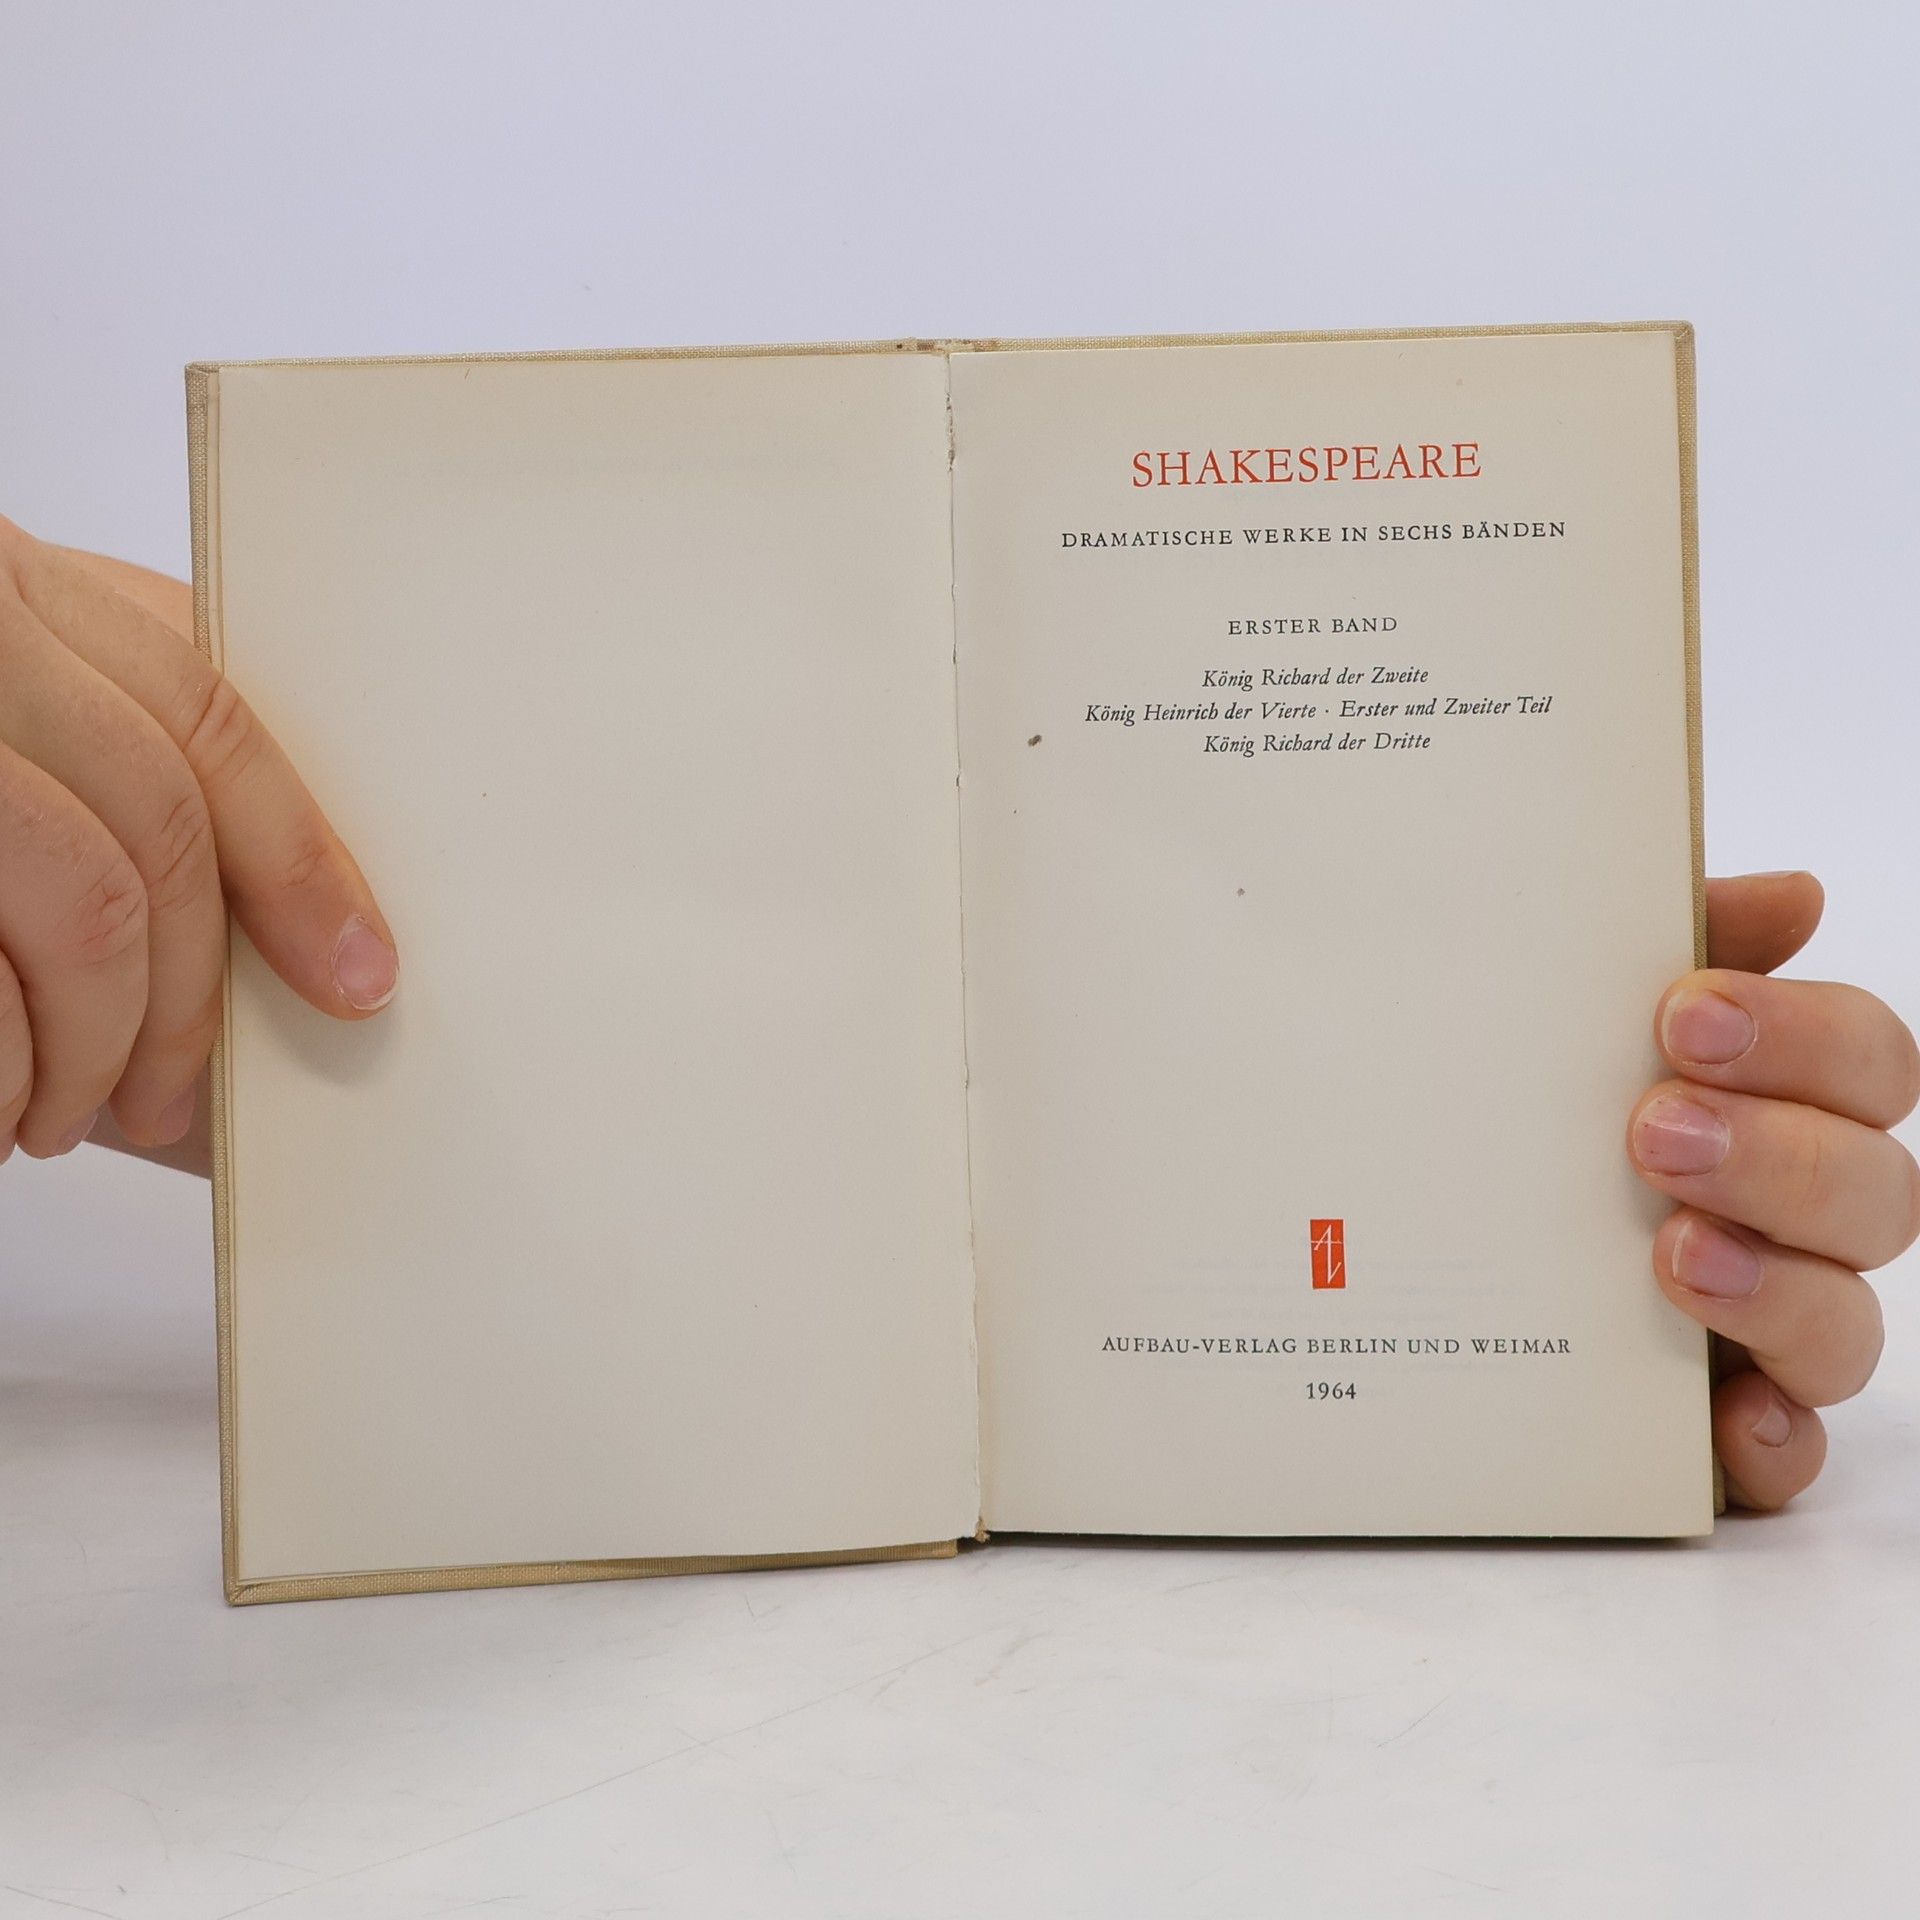 SHAKESPEARE
DRAMATISCHE WERKE IN SECHS BÄNDEN
ERSTER BAND
König Richard der Zweite
König Heinrich der Vierte · Erster und Zweiter Teil
König Richard der Dritte
AUFBAU-VERLAG BERLIN UND WEIMAR
1964